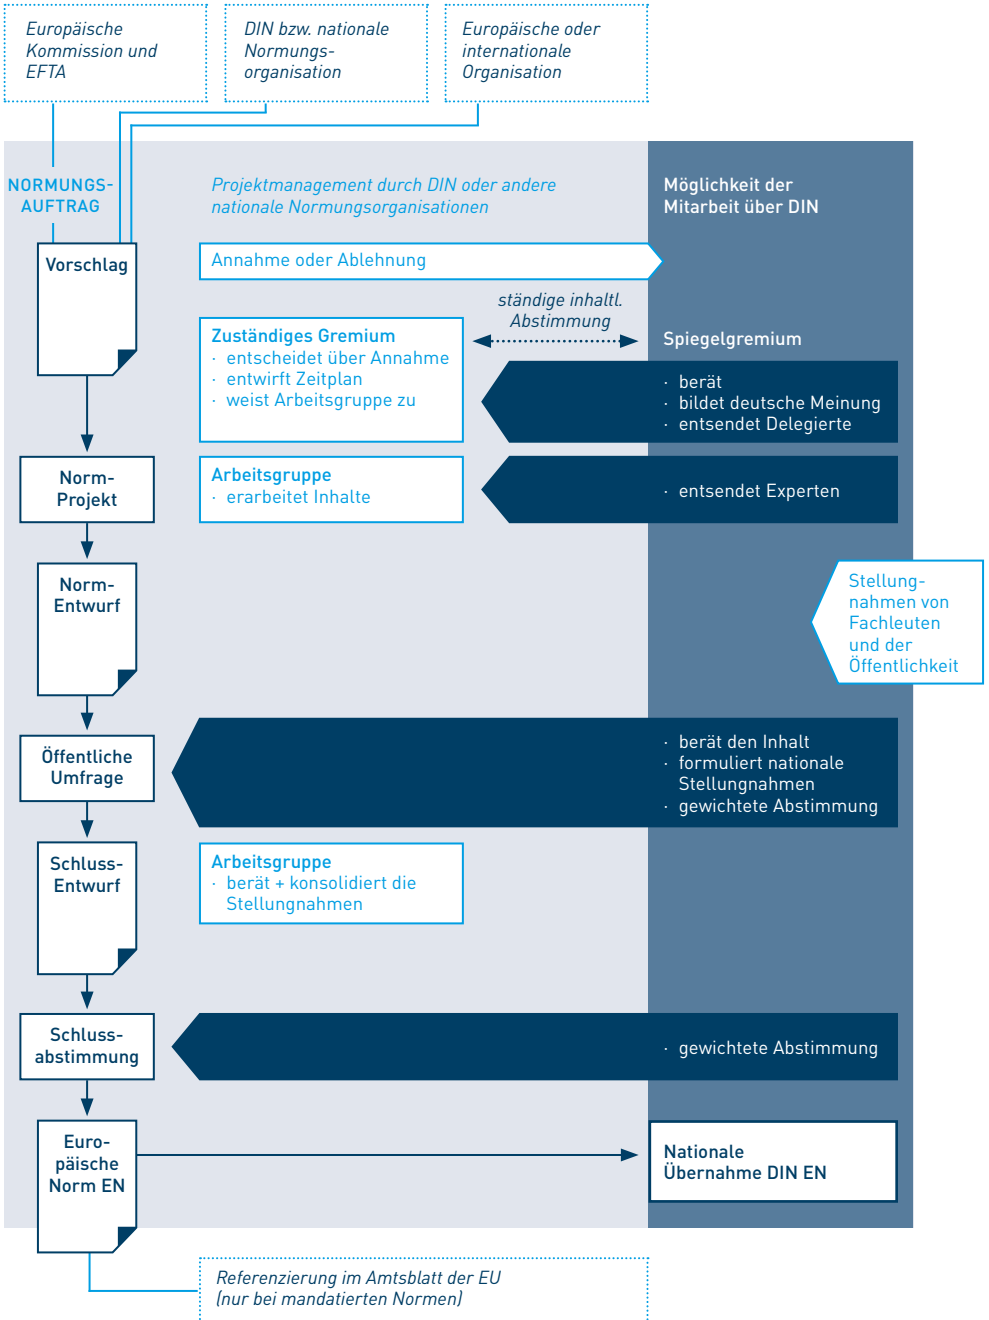 Europäische
Kommission und
EFTA
DIN bzw. nationale
Normungs-
organisation
Europäische oder
internationale
Organisation
NORMUNGS-
AUFTRAG
Projektmanagement durch DIN oder andere
nationale Normungsorganisationen
Möglichkeit der
Mitarbeit über DIN
Vorschlag
Annahme oder Ablehnung
ständige inhaltl.
Abstimmung
Zuständiges Gremium
· entscheidet über Annahme
· entwirft Zeitplan
· weist Arbeitsgruppe zu
Spiegelgremium
· berät
· bildet deutsche Meinung
· entsendet Delegierte
Norm-
Projekt
Arbeitsgruppe
· erarbeitet Inhalte
· entsendet Experten
Norm-
Entwurf
Stellung-
nahmen von
Fachleuten
und der
Öffentlichkeit
Öffentliche
Umfrage
· berät den Inhalt
· formuliert nationale
Stellungnahmen
· gewichtete Abstimmung
Schluss-
Entwurf
Arbeitsgruppe
· berät + konsolidiert die
Stellungnahmen
Schluss-
abstimmung
· gewichtete Abstimmung
Euro-
päische
Norm EN
Nationale
Übernahme DIN EN
Referenzierung im Amtsblatt der EU
(nur bei mandatierten Normen)